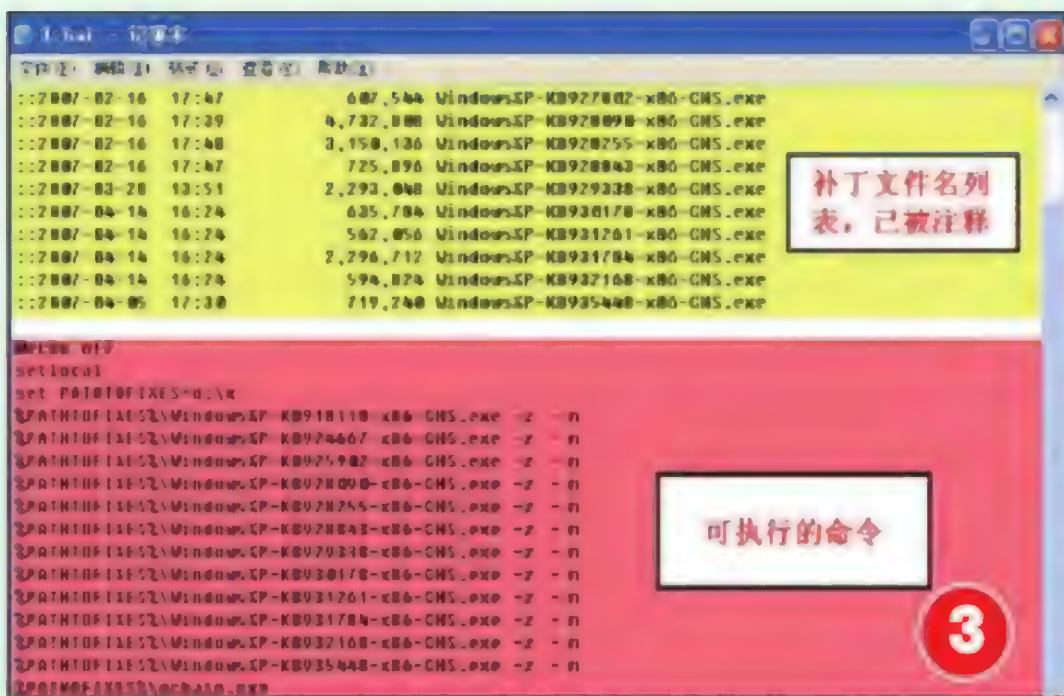 ::2007-02-16 17:47 607,544 WindowsXP-KB927802-x86-CHS.exe
::2007-02-16 17:39 4,732,808 WindowsXP-KB928090-x86-CHS.exe
::2007-02-16 17:48 3,150,136 WindowsXP-KB928255-x86-CHS.exe
::2007-02-16 17:47 725,896 WindowsXP-KB928843-x86-CHS.exe
::2007-03-28 13:51 2,293,048 WindowsXP-KB929338-x86-CHS.exe
::2007-04-14 16:24 635,784 WindowsXP-KB930178-x86-CHS.exe
::2007-04-14 16:24 562,056 WindowsXP-KB931261-x86-CHS.exe
::2007-04-14 16:24 2,296,712 WindowsXP-KB931784-x86-CHS.exe
::2007-04-14 16:24 594,824 WindowsXP-KB932168-x86-CHS.exe
::2007-04-05 17:30 719,240 WindowsXP-KB935448-x86-CHS.exe
补丁文件名列
表，已被注释
@echo off
setlocal
set PATHTOFIXES=d:\
%PATHTOFIXES%\WindowsXP-KB918118-x86-CHS.exe -z -n
%PATHTOFIXES%\WindowsXP-KB924667-x86-CHS.exe -z -n
%PATHTOFIXES%\WindowsXP-KB925902-x86-CHS.exe -z -n
%PATHTOFIXES%\WindowsXP-KB928090-x86-CHS.exe -z -n
%PATHTOFIXES%\WindowsXP-KB928255-x86-CHS.exe -z -n
%PATHTOFIXES%\WindowsXP-KB928843-x86-CHS.exe -z -n
%PATHTOFIXES%\WindowsXP-KB929338-x86-CHS.exe -z -n
%PATHTOFIXES%\WindowsXP-KB930178-x86-CHS.exe -z -n
%PATHTOFIXES%\WindowsXP-KB931261-x86-CHS.exe -z -n
%PATHTOFIXES%\WindowsXP-KB931784-x86-CHS.exe -z -n
%PATHTOFIXES%\WindowsXP-KB932168-x86-CHS.exe -z -n
%PATHTOFIXES%\WindowsXP-KB935448-x86-CHS.exe -z -n
%PATHTOFIXES%\qchain.exe
可执行的命令
3